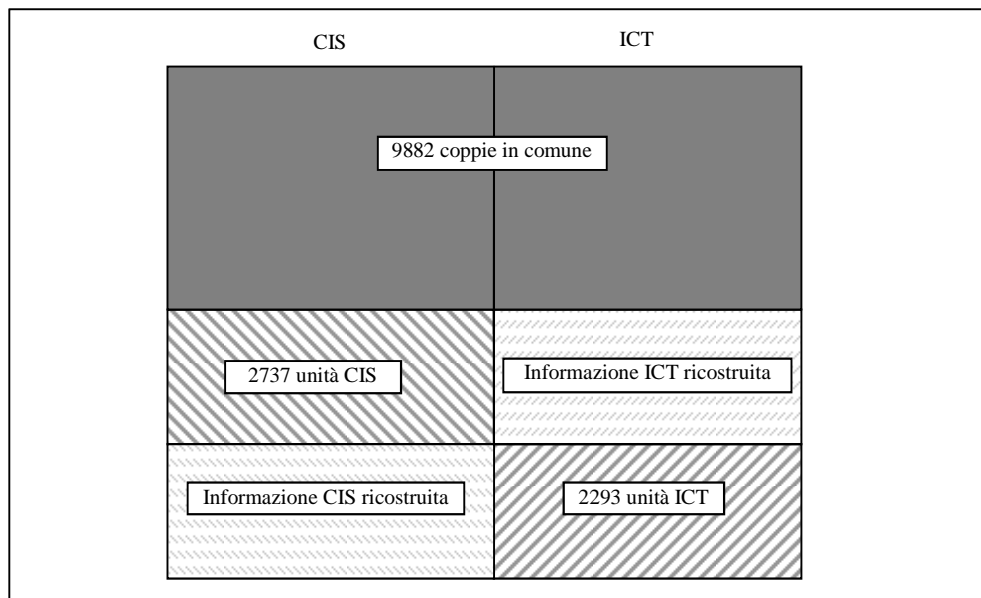 CIS
ICT
9882 coppie in comune
2737 unità CIS
Informazione ICT ricostruita
Informazione CIS ricostruita
2293 unità ICT